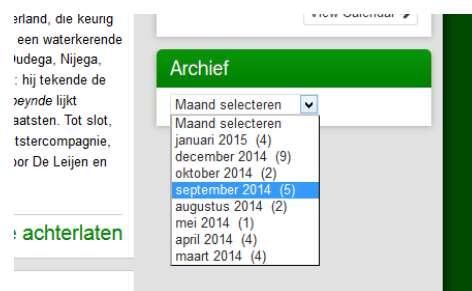 erland, die keurig
een waterkerende
Oudega, Nijega,
: hij tekende de
peynde lijkt
aatsten. Tot slot,
tstercompagnie,
oor De Leijen en
achterlaten
View Calendar
Archief
Maand selecteren
Maand selecteren
januari 2015 (4)
december 2014 (9)
oktober 2014 (2)
september 2014 (5)
augustus 2014 (2)
mei 2014 (1)
april 2014 (4)
maart 2014 (4)